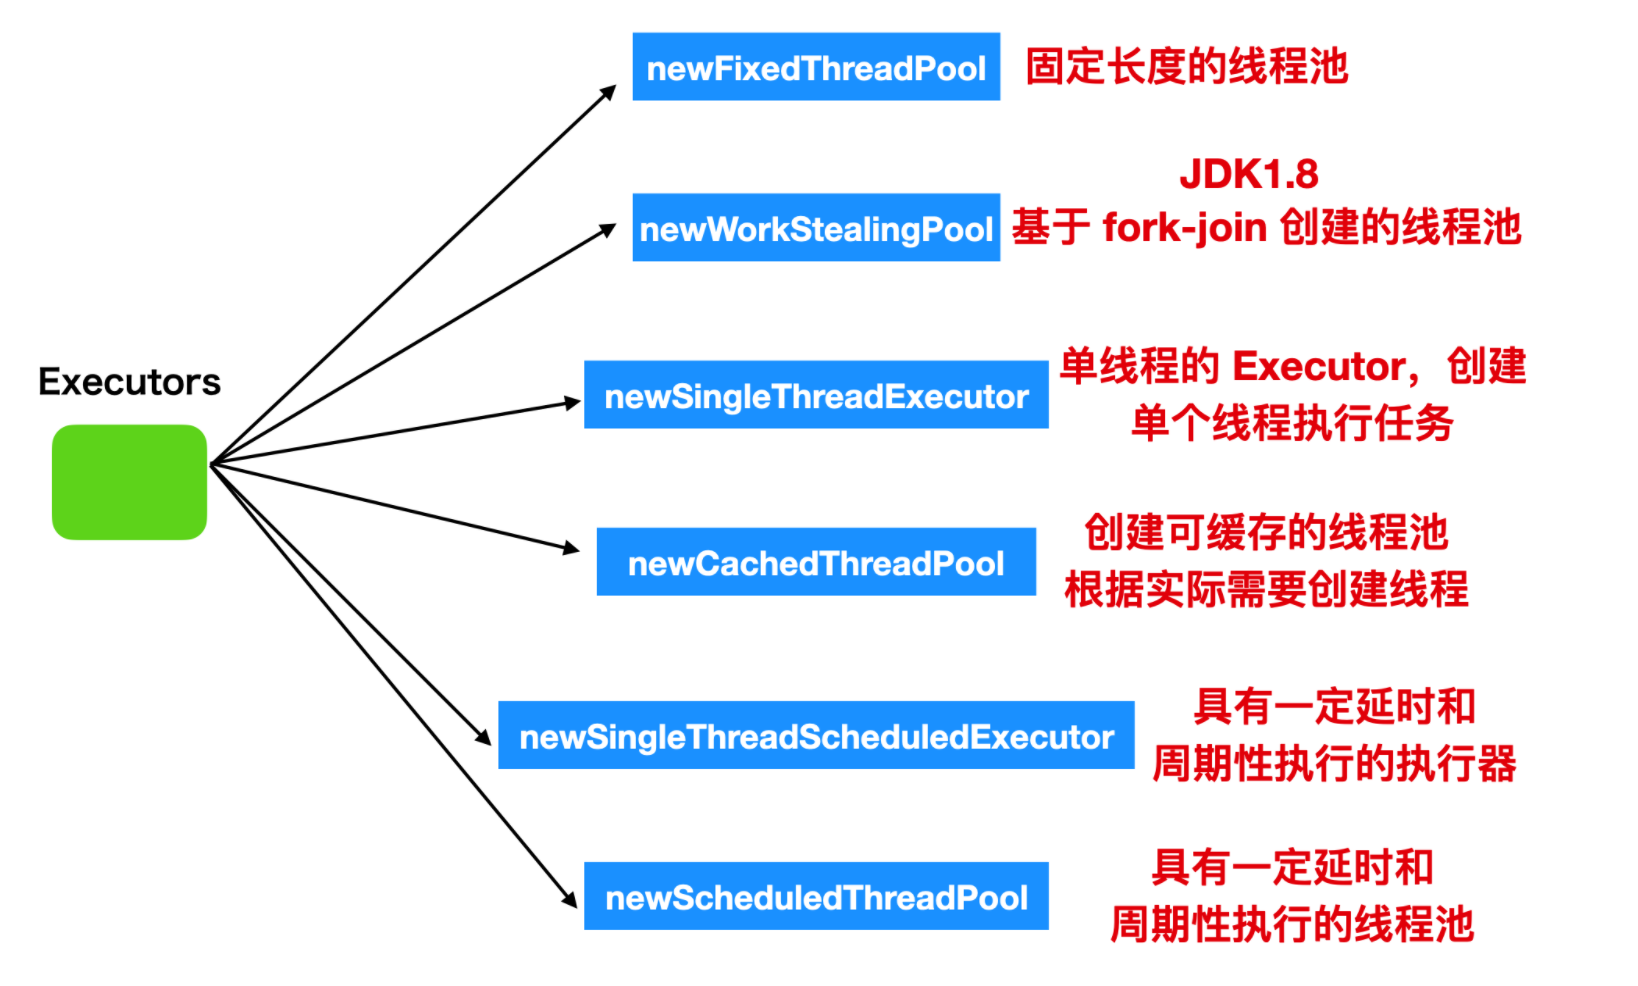 newFixedThreadPool 固定长度的线程池
JDK1.8
newWorkStealingPool 基于 fork-join 创建的线程池
Executors
单线程的 Executor，创建
newSingleThreadExecutor
单个线程执行任务
创建可缓存的线程池
newCachedThreadPool
根据实际需要创建线程
具有一定延时和
newSingleThreadScheduledExecutor
周期性执行的执行器
具有一定延时和
newScheduledThreadPool
周期性执行的线程池